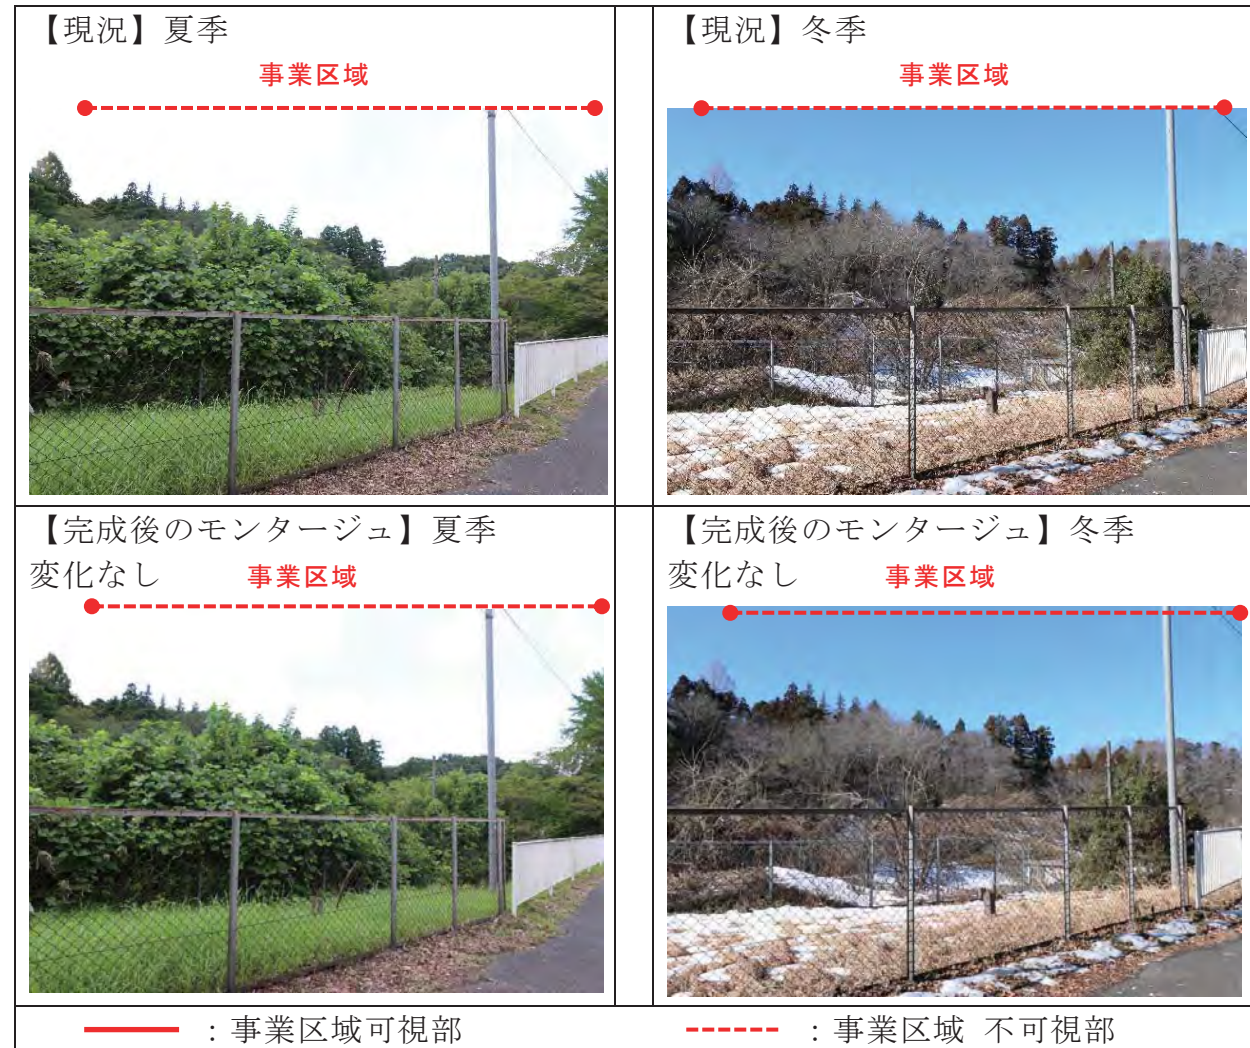 【現況】夏季
事業区域
【現況】冬季
事業区域
【完成後のモンタージュ】夏季
変化なし
事業区域
【完成後のモンタージュ】冬季
変化なし
事業区域
：事業区域可視部
：事業区域 不可視部